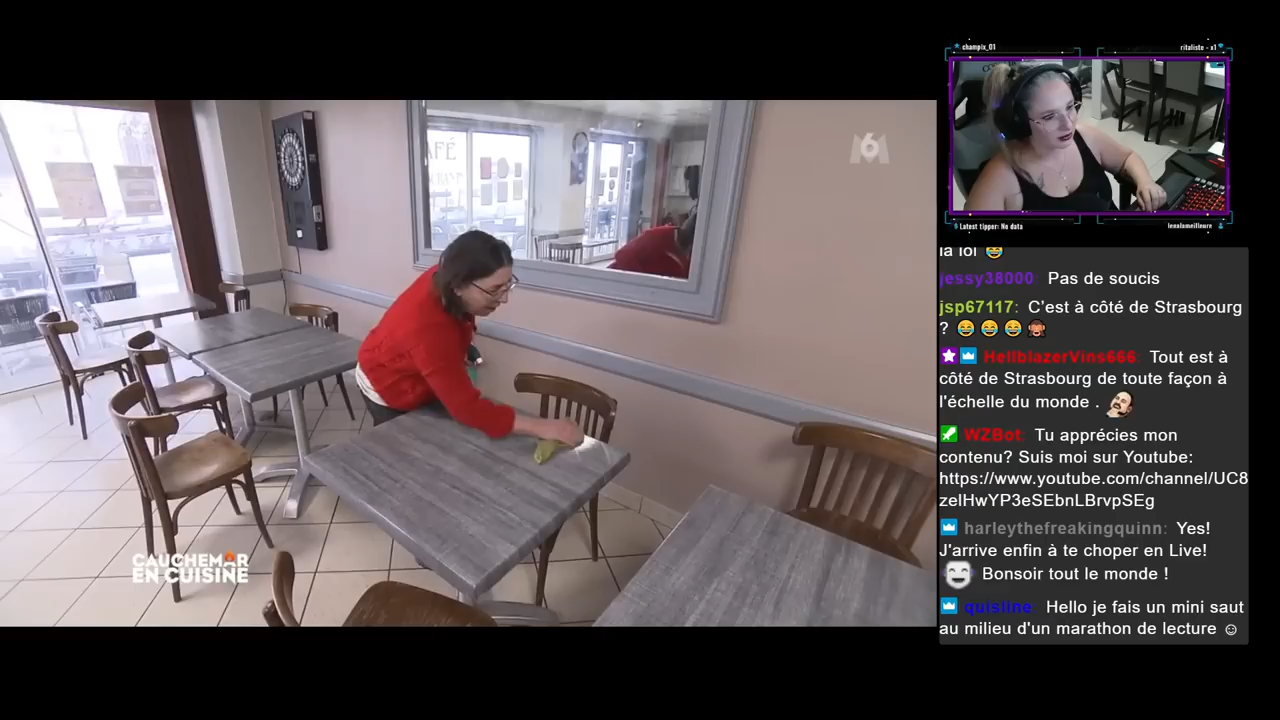 champix_01
ritaliste - x1
AFÉ
M6
Latest tipper: No data
lenalameilleure
la loi 😂
jessy38000: Pas de soucis
jsp67117: C'est à côté de Strasbourg
? 😂 😂 😂 🙊
HellblazerVins666: Tout est à
côté de Strasbourg de toute façon à
l'échelle du monde .
WZBot: Tu apprécies mon
contenu? Suis moi sur Youtube:
https://www.youtube.com/channel/UC8
zelHwYP3eSEbnLBrvpSEg
harleythefreakingquinn: Yes!
J'arrive enfin à te choper en Live!
Bonsoir tout le monde !
quisline: Hello je fais un mini saut
au milieu d'un marathon de lecture ☺
CAUCHEMAR
EN CUISINE